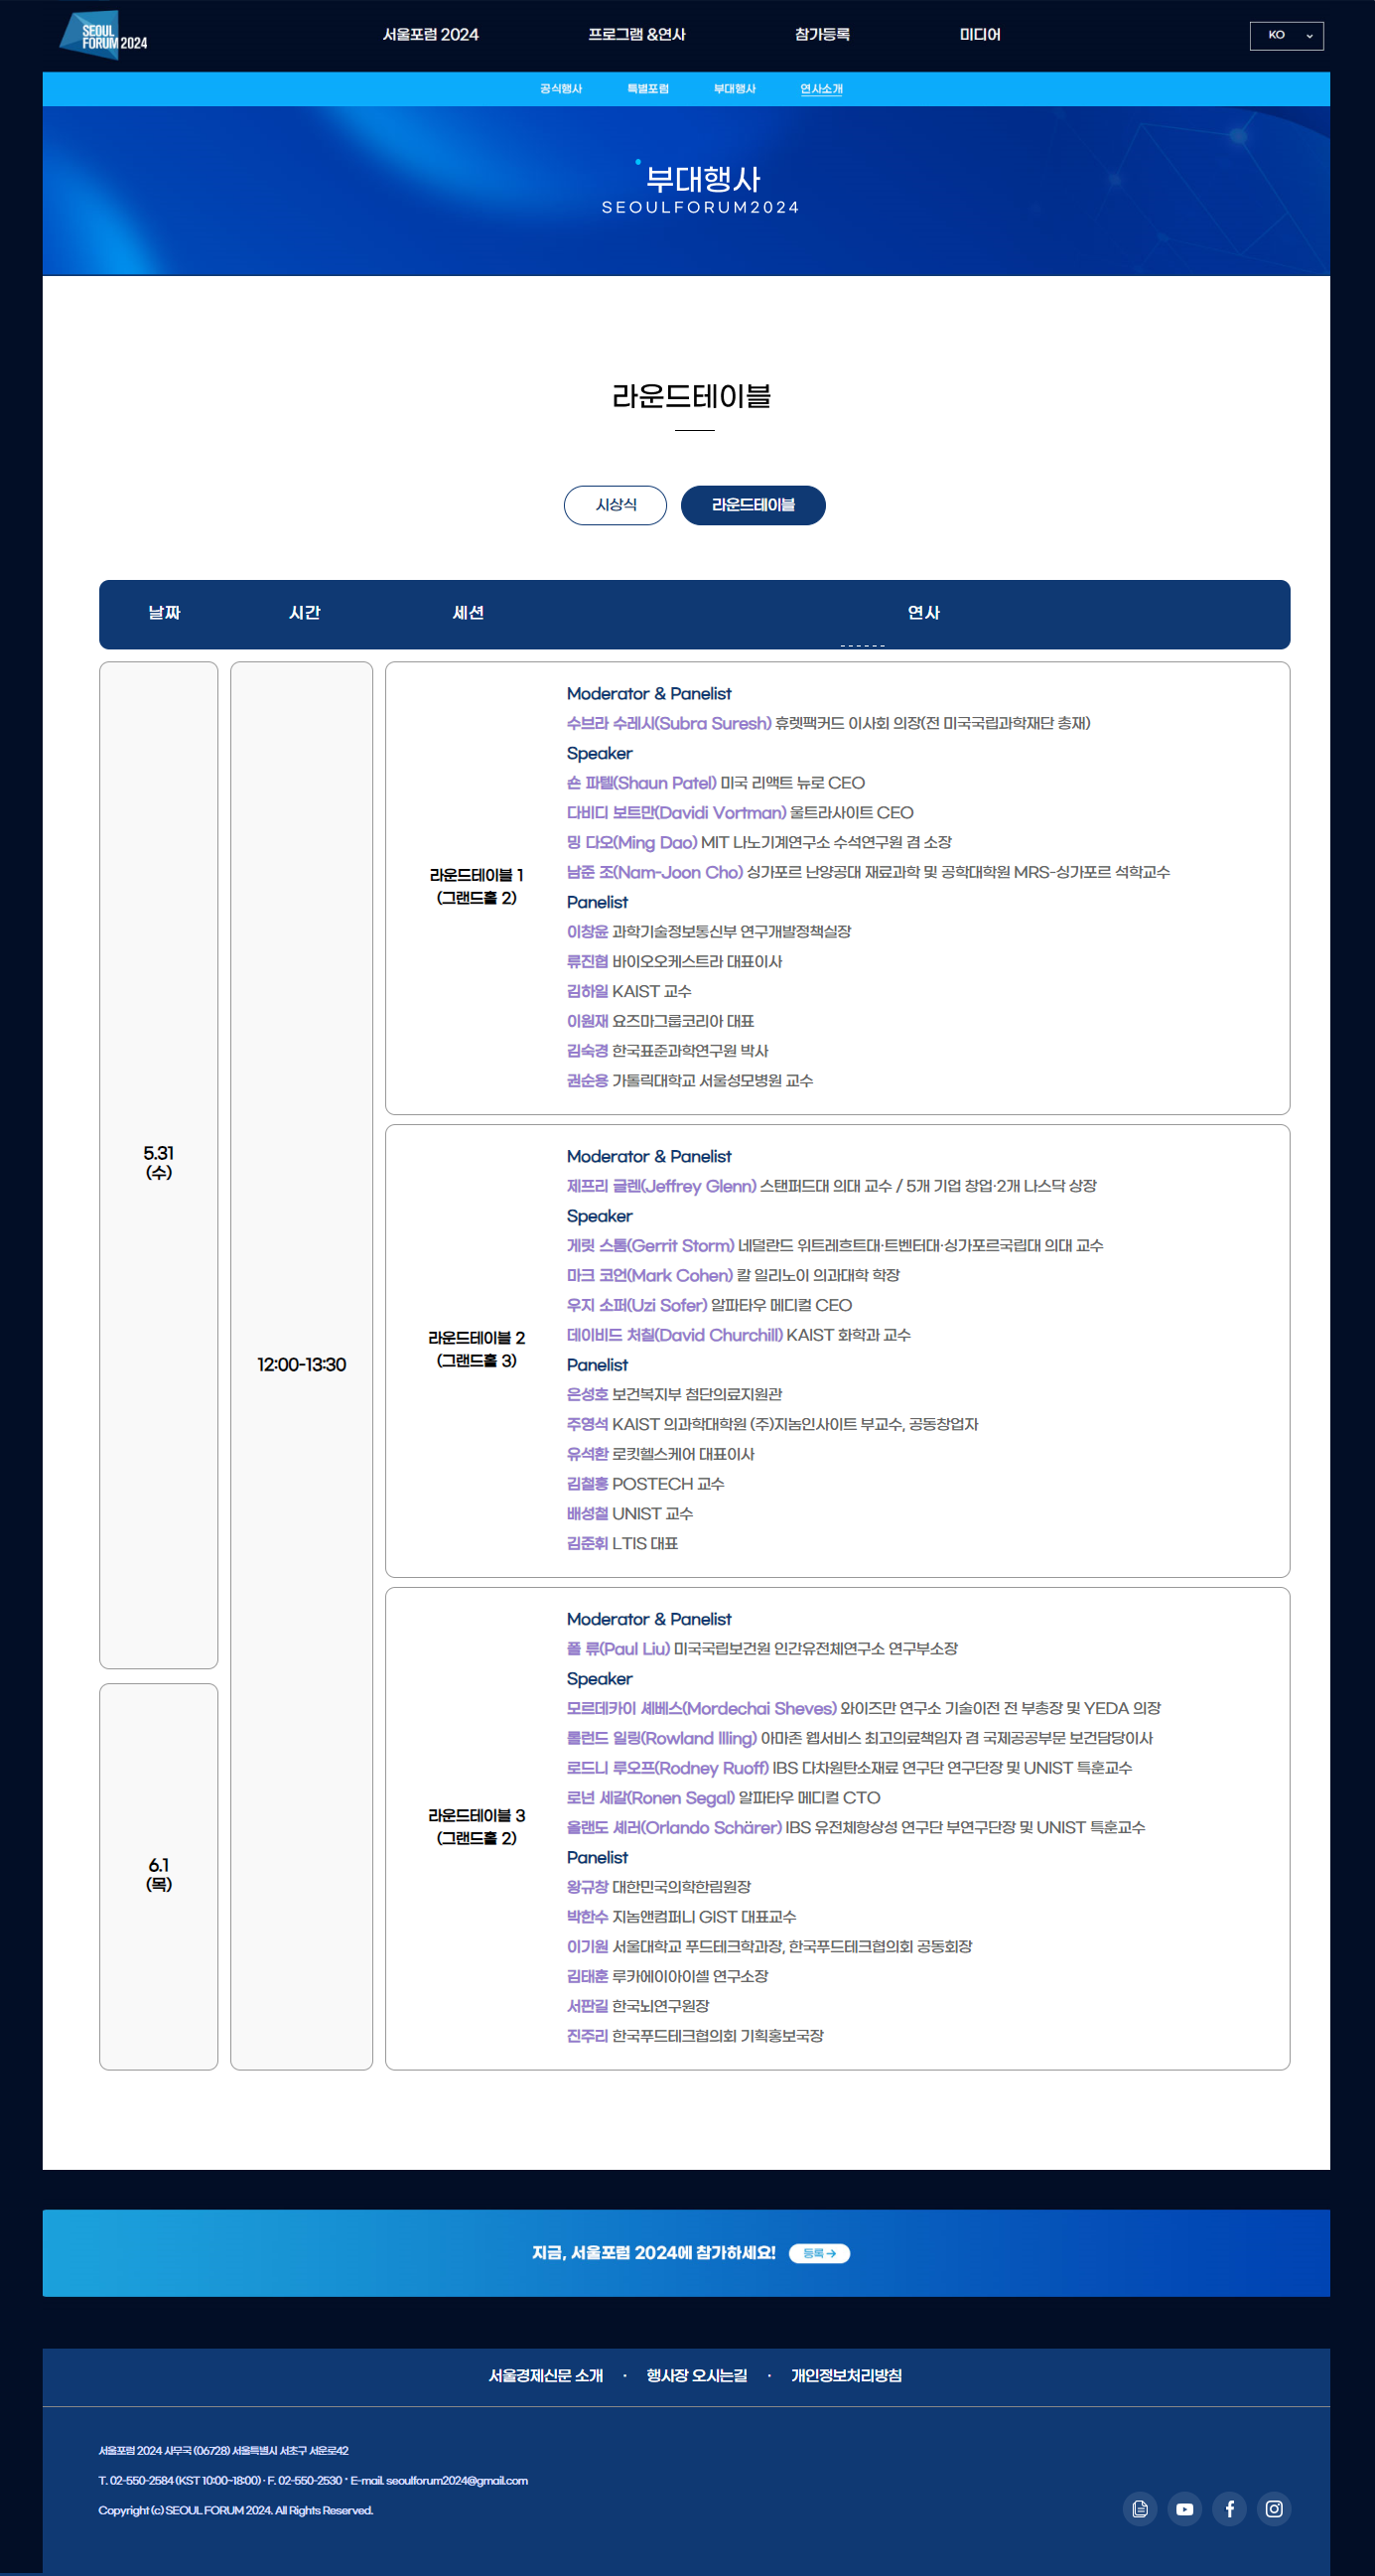 SEOUL
FORUM 2024
서울포럼 2024
프로그램 &연사
참가등록
미디어
KO
공식행사
특별포럼
부대행사
연사소개
부대행사
SEOULFORUM2024
라운드테이블
시상식
라운드테이블
날짜
시간
세션
연사
5.31
(수)
6.1
(목)
12:00-13:30
라운드테이블 1
(그랜드홀 2)
Moderator & Panelist
수브라 수레시(Subra Suresh) 휴렛팩커드 이사회 의장(전 미국국립과학재단 총재)
Speaker
숀 파텔(Shaun Patel) 미국 리액트 뉴로 CEO
다비디 보트만(Davidi Vortman) 울트라사이트 CEO
밍 다오(Ming Dao) MIT 나노기계연구소 수석연구원 겸 소장
남준 조(Nam-Joon Cho) 싱가포르 난양공대 재료과학 및 공학대학원 MRS-싱가포르 석학교수
Panelist
이창윤 과학기술정보통신부 연구개발정책실장
류진협 바이오오케스트라 대표이사
김하일 KAIST 교수
이원재 요즈마그룹코리아 대표
김숙경 한국표준과학연구원 박사
권순용 가톨릭대학교 서울성모병원 교수
라운드테이블 2
(그랜드홀 3)
Moderator & Panelist
제프리 글렌(Jeffrey Glenn) 스탠퍼드대 의대 교수 / 5개 기업 창업·2개 나스닥 상장
Speaker
게릿 스톰(Gerrit Storm) 네덜란드 위트레흐트대·트벤터대·싱가포르국립대 의대 교수
마크 코언(Mark Cohen) 칼 일리노이 의과대학 학장
우지 소퍼(Uzi Sofer) 알파타우 메디컬 CEO
데이비드 처칠(David Churchill) KAIST 화학과 교수
Panelist
은성호 보건복지부 첨단의료지원관
주영석 KAIST 의과학대학원 (주)지놈인사이트 부교수, 공동창업자
유석환 로킷헬스케어 대표이사
김철홍 POSTECH 교수
배성철 UNIST 교수
김준휘 LTIS 대표
라운드테이블 3
(그랜드홀 2)
Moderator & Panelist
폴 류(Paul Liu) 미국국립보건원 인간유전체연구소 연구부소장
Speaker
모르데카이 셰베스(Mordechai Sheves) 와이즈만 연구소 기술이전 전 부총장 및 YEDA 의장
롤런드 일링(Rowland Illing) 아마존 웹서비스 최고의료책임자 겸 국제공공부문 보건담당이사
로드니 루오프(Rodney Ruoff) IBS 다차원탄소재료 연구단 연구단장 및 UNIST 특훈교수
로넌 세갈(Ronen Segal) 알파타우 메디컬 CTO
올랜도 셰러(Orlando Schärer) IBS 유전체항상성 연구단 부연구단장 및 UNIST 특훈교수
Panelist
왕규창 대한민국의학한림원장
박한수 지놈앤컴퍼니 GIST 대표교수
이기원 서울대학교 푸드테크학과장, 한국푸드테크협의회 공동회장
김태훈 루카에이아이셀 연구소장
서판길 한국뇌연구원장
진주리 한국푸드테크협의회 기획홍보국장
지금, 서울포럼 2024에 참가하세요!
등록 →
서울경제신문 소개 · 행사장 오시는길 · 개인정보처리방침
서울포럼 2024 사무국 (06728) 서울특별시 서초구 서운로42
T. 02-550-2584 (KST 10:00~18:00) · F. 02-550-2530 · E-mail. seoulforum2024@gmail.com
Copyright (c) SEOUL FORUM 2024. All Rights Reserved.